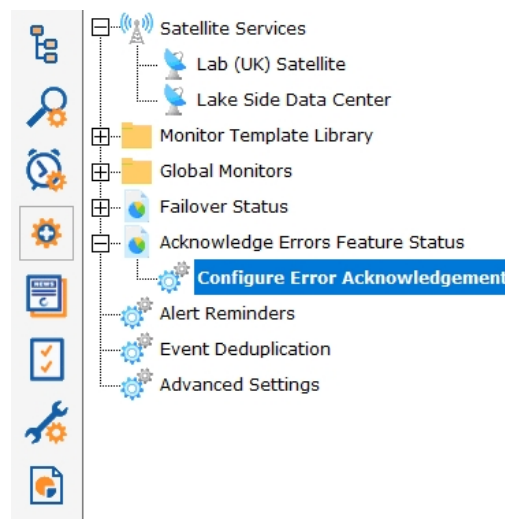 Satellite Services
Lab (UK) Satellite
Lake Side Data Center
Monitor Template Library
Global Monitors
Failover Status
Acknowledge Errors Feature Status
Configure Error Acknowledgement
Alert Reminders
NEWS
Event Deduplication
Advanced Settings